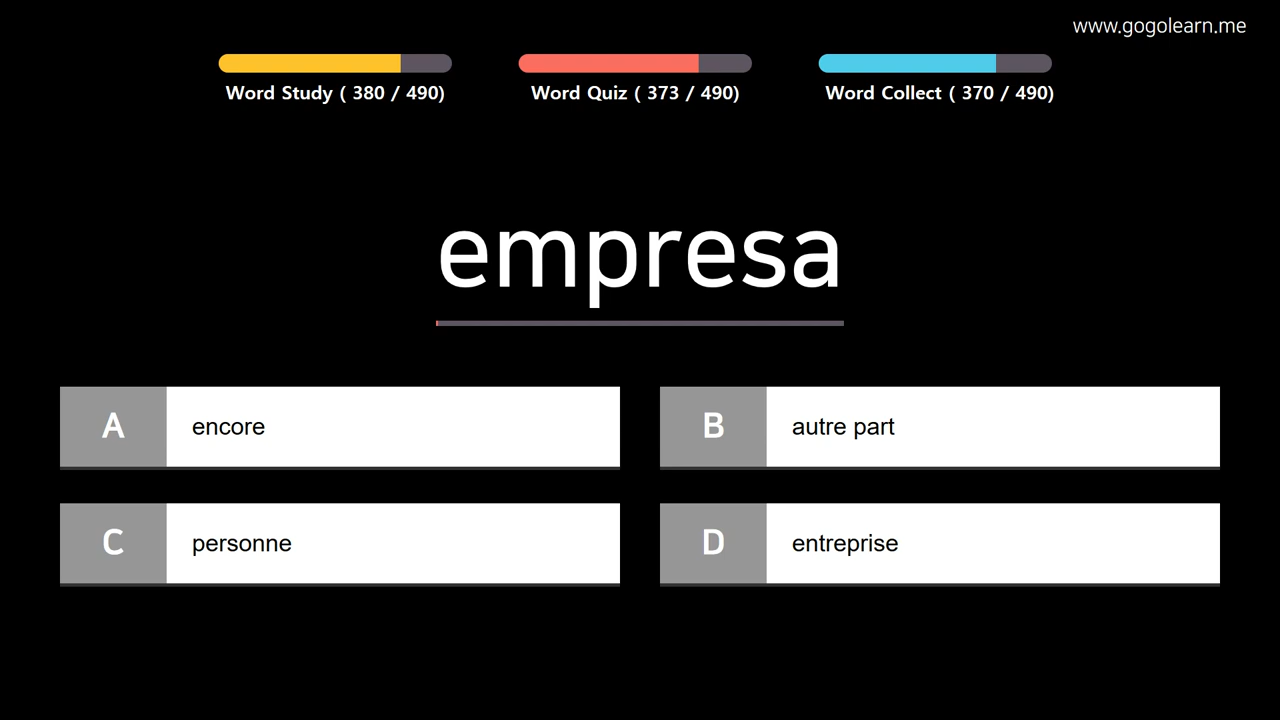 www.gogolearn.me
Word Study ( 380 / 490)
Word Quiz ( 373 / 490)
Word Collect ( 370 / 490)
empresa
A encore
B autre part
C personne
D entreprise